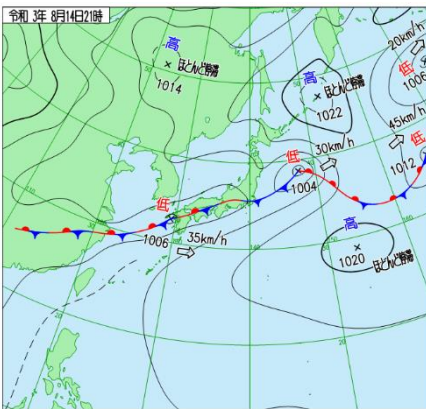 令和 3年 8月14日21時
高
ほとんど停滞
1014
高
ほとんど停滞
1022
20km/h
低
1006
45km/h
低
1012
30km/h
低
1004
低
1006
35km/h
高
1020
ほとんど停滞
140